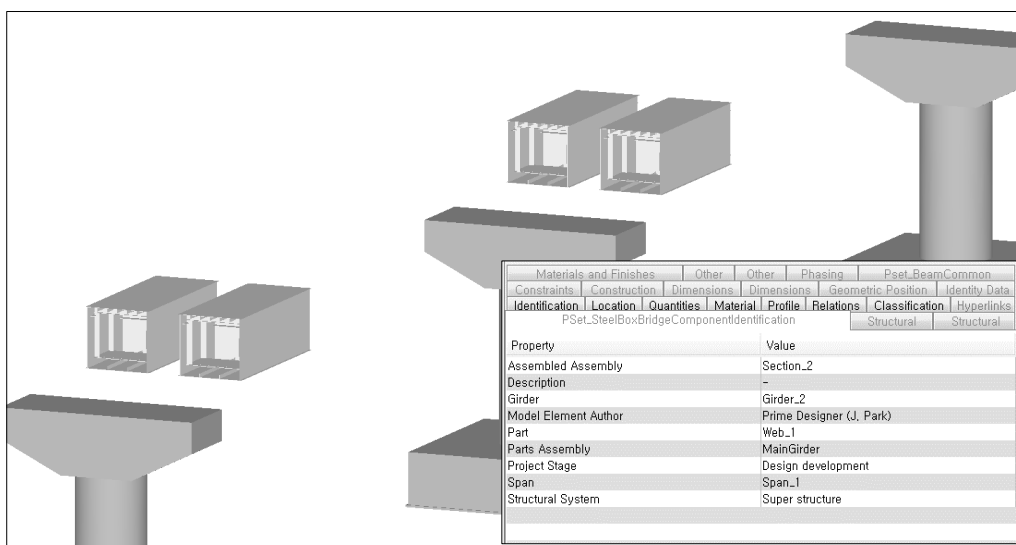 Materials and Finishes Other Other Phasing Pset_BeamCommon
Constraints Construction Dimensions Dimensions Geometric Position Identity Data
Identification Location Quantities Material Profile Relations Classification Hyperlinks
PSet_SteelBoxBridgeComponentIdentification Structural Structural
Property Value
Assembled Assembly Section_2
Description -
Girder Girder_2
Model Element Author Prime Designer (J. Park)
Part Web_1
Parts Assembly MainGirder
Project Stage Design development
Span Span_1
Structural System Super structure